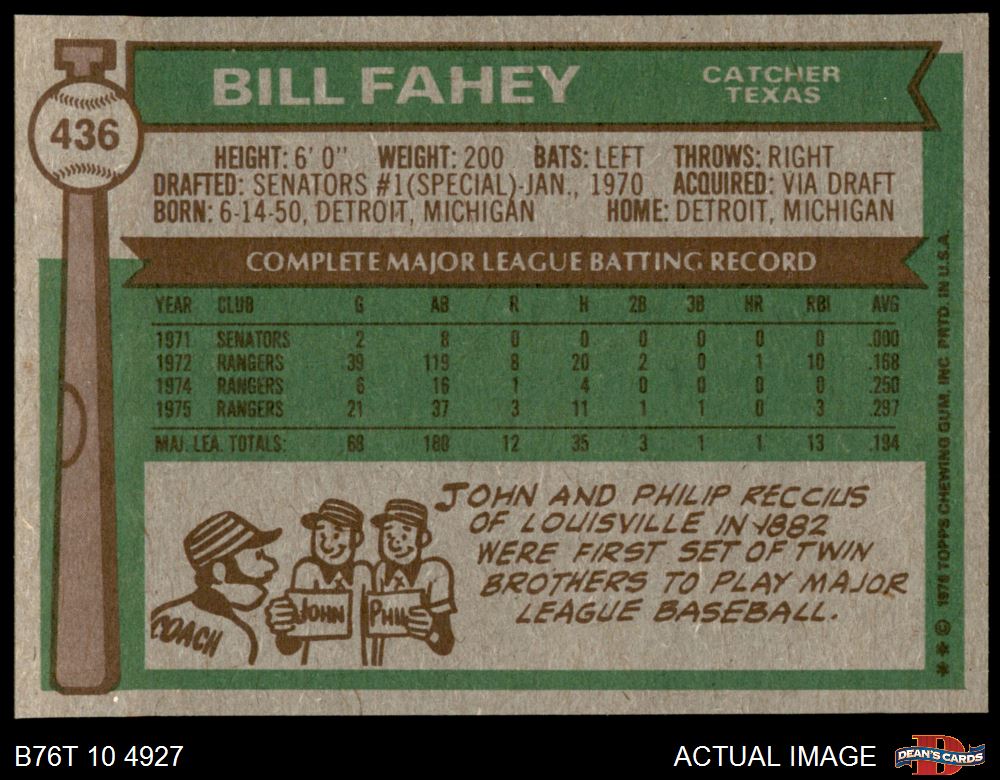 BILL FAHEY
CATCHER
TEXAS
436
HEIGHT: 6' 0" WEIGHT: 200 BATS: LEFT THROWS: RIGHT
DRAFTED: SENATORS #1(SPECIAL)-JAN., 1970 ACQUIRED: VIA DRAFT
BORN: 6-14-50, DETROIT, MICHIGAN HOME: DETROIT, MICHIGAN
COMPLETE MAJOR LEAGUE BATTING RECORD
YEAR CLUB G AB R H 2B 3B HR RBI AVG
1971 SENATORS 2 8 0 0 0 0 0 0 .000
1972 RANGERS 39 119 8 20 2 0 1 10 .168
1974 RANGERS 6 16 1 4 0 0 0 0 .250
1975 RANGERS 21 37 3 11 1 1 0 3 .297
MAJ. LEA. TOTALS: 68 180 12 35 3 1 1 13 .194
JOHN AND PHILIP RECCIUS
OF LOUISVILLE IN 1882
WERE FIRST SET OF TWIN
BROTHERS TO PLAY MAJOR
LEAGUE BASEBALL.
COACH
JOHN
PHIL
* * © 1976 TOPPS CHEWING GUM, INC. PRTD. IN U.S.A.
B76T 10 4927
ACTUAL IMAGE
D
DEAN'S CARDS